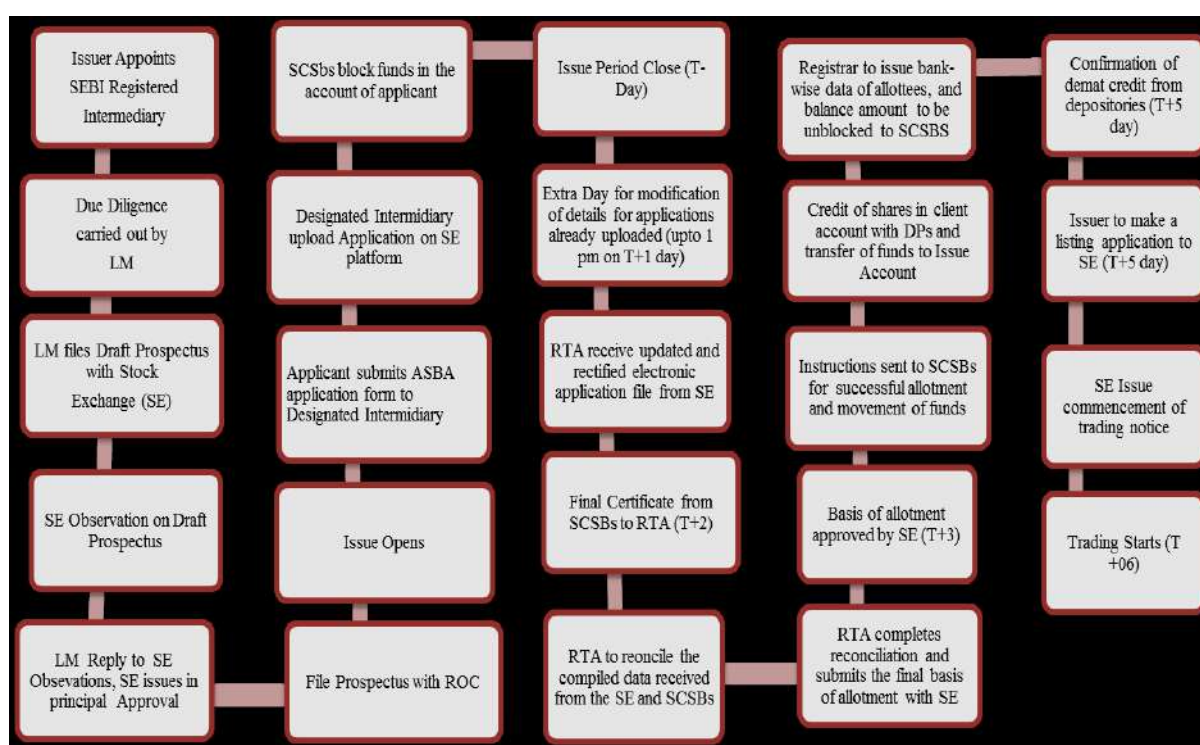 Issuer Appoints
SEBI Registered
Intermediary
Due Diligence
carried out by
LM
LM files Draft Prospectus
with Stock
Exchange (SE)
SE Observation on Draft
Prospectus
LM Reply to SE
Obsevations, SE issues in
principal Approval
File Prospectus with ROC
Issue Opens
Applicant submits ASBA
application form to
Designated Intermidiary
Designated Intermidiary
upload Application on SE
platform
SCSbs block funds in the
account of applicant
Issue Period Close (T-
Day)
Extra Day for modification
of details for applications
already uploaded (upto 1
pm on T+1 day)
RTA receive updated and
rectified electronic
application file from SE
Final Certificate from
SCSBs to RTA (T+2)
RTA to reconcile the
compiled data received
from the SE and SCSBs
RTA completes
reconciliation and
submits the final basis
of allotment with SE
Basis of allotment
approved by SE (T+3)
Instructions sent to SCSBs
for successful allotment
and movement of funds
Credit of shares in client
account with DPs and
transfer of funds to Issue
Account
Registrar to issue bank-
wise data of allottees, and
balance amount to be
unblocked to SCSBS
Confirmation of
demat credit from
depositories (T+5
day)
Issuer to make a
listing application to
SE (T+5 day)
SE Issue
commencement of
trading notice
Trading Starts (T
+06)